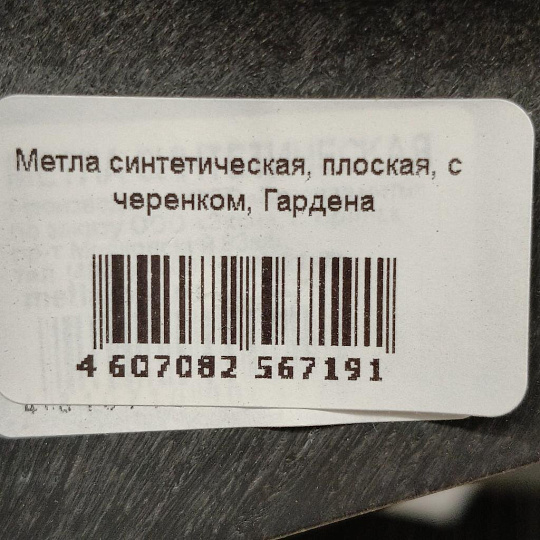 Метла синтетическая, плоская, с
черенком, Гардена
4 607082 567191